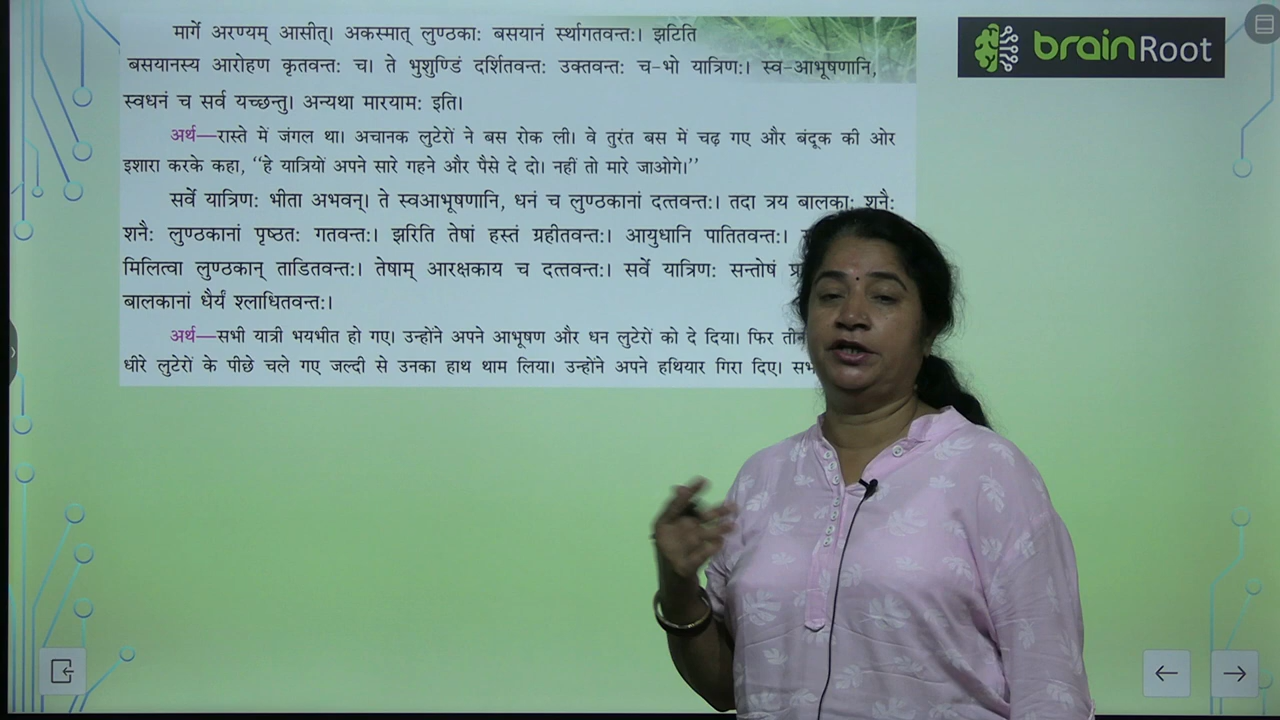 मार्गे अरण्यम् आसीत्। अकस्मात् लुण्ठकाः बसयानं स्थगितवन्तः। झटिति
बसयानस्य आरोहण कृतवन्तः च। ते भुशुण्डिं दर्शितवन्तः उक्तवन्तः च-भो यात्रिणः। स्व-आभूषणानि,
स्वधनं च सर्व यच्छन्तु। अन्यथा मारयामः इति।
अर्थ—रास्ते में जंगल था। अचानक लुटेरों ने बस रोक ली। वे तुरंत बस में चढ़ गए और बंदूक की ओर
इशारा करके कहा, ‘‘हे यात्रियों अपने सारे गहने और पैसे दे दो। नहीं तो मारे जाओगे।’’
सर्वे यात्रिणः भीता अभवन्। ते स्वआभूषणानि, धनं च लुण्ठकानां दत्तवन्तः। तदा त्रय बालकाः शनैः
शनैः लुण्ठकानां पृष्ठतः गतवन्तः। झरिति तेषां हस्तं ग्रहीतवन्तः। आयुधानि पातितवन्तः।
मिलित्वा लुण्ठकान् ताडितवन्तः। तेषाम् आरक्षकाय च दत्तवन्तः। सर्वे यात्रिणः सन्तोषं
बालकानां धैर्यं श्लाधितवन्तः।
अर्थ—सभी यात्री भयभीत हो गए। उन्होंने अपने आभूषण और धन लुटेरों को दे दिया। फिर
धीरे लुटेरों के पीछे चले गए जल्दी से उनका हाथ थाम लिया। उन्होंने अपने हथियार गिरा दिए।
brainRoot